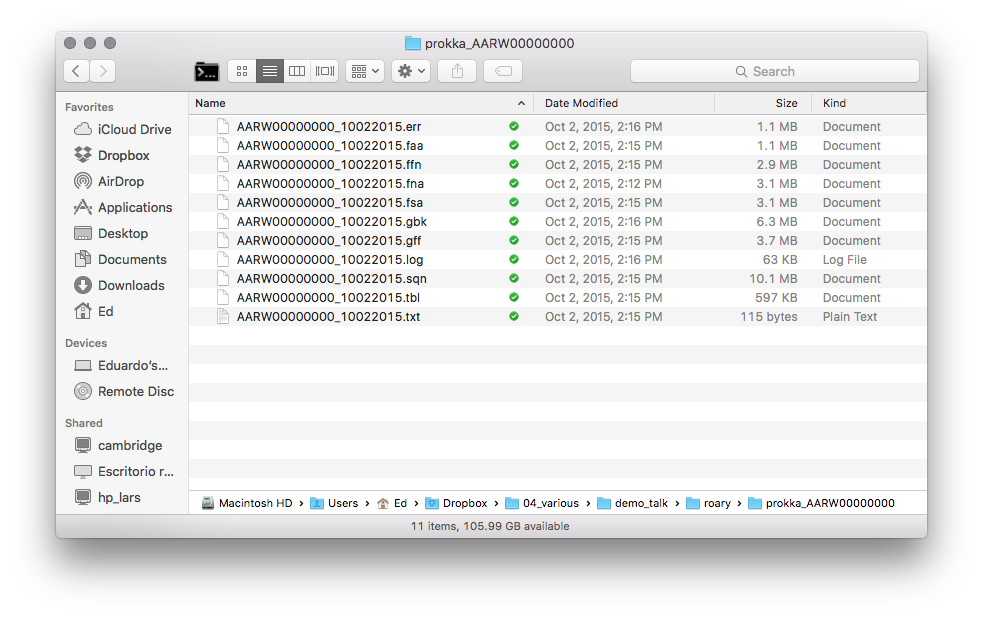 prokka_AARW00000000
Search
Favorites
iCloud Drive
Dropbox
AirDrop
Applications
Desktop
Documents
Downloads
Ed
Devices
Eduardo's...
Remote Disc
Shared
cambridge
Escritorio r...
hp_lars
Name Date Modified Size Kind
AARW00000000_10022015.err Oct 2, 2015, 2:16 PM 1.1 MB Document
AARW00000000_10022015.faa Oct 2, 2015, 2:15 PM 1.1 MB Document
AARW00000000_10022015.ffn Oct 2, 2015, 2:15 PM 2.9 MB Document
AARW00000000_10022015.fna Oct 2, 2015, 2:12 PM 3.1 MB Document
AARW00000000_10022015.fsa Oct 2, 2015, 2:15 PM 3.1 MB Document
AARW00000000_10022015.gbk Oct 2, 2015, 2:16 PM 6.3 MB Document
AARW00000000_10022015.gff Oct 2, 2015, 2:15 PM 3.7 MB Document
AARW00000000_10022015.log Oct 2, 2015, 2:16 PM 63 KB Log File
AARW00000000_10022015.sqn Oct 2, 2015, 2:15 PM 10.1 MB Document
AARW00000000_10022015.tbl Oct 2, 2015, 2:15 PM 597 KB Document
AARW00000000_10022015.txt Oct 2, 2015, 2:15 PM 115 bytes Plain Text
Macintosh HD › Users › Ed › Dropbox › 04_various › demo_talk › roary › prokka_AARW00000000
11 items, 105.99 GB available